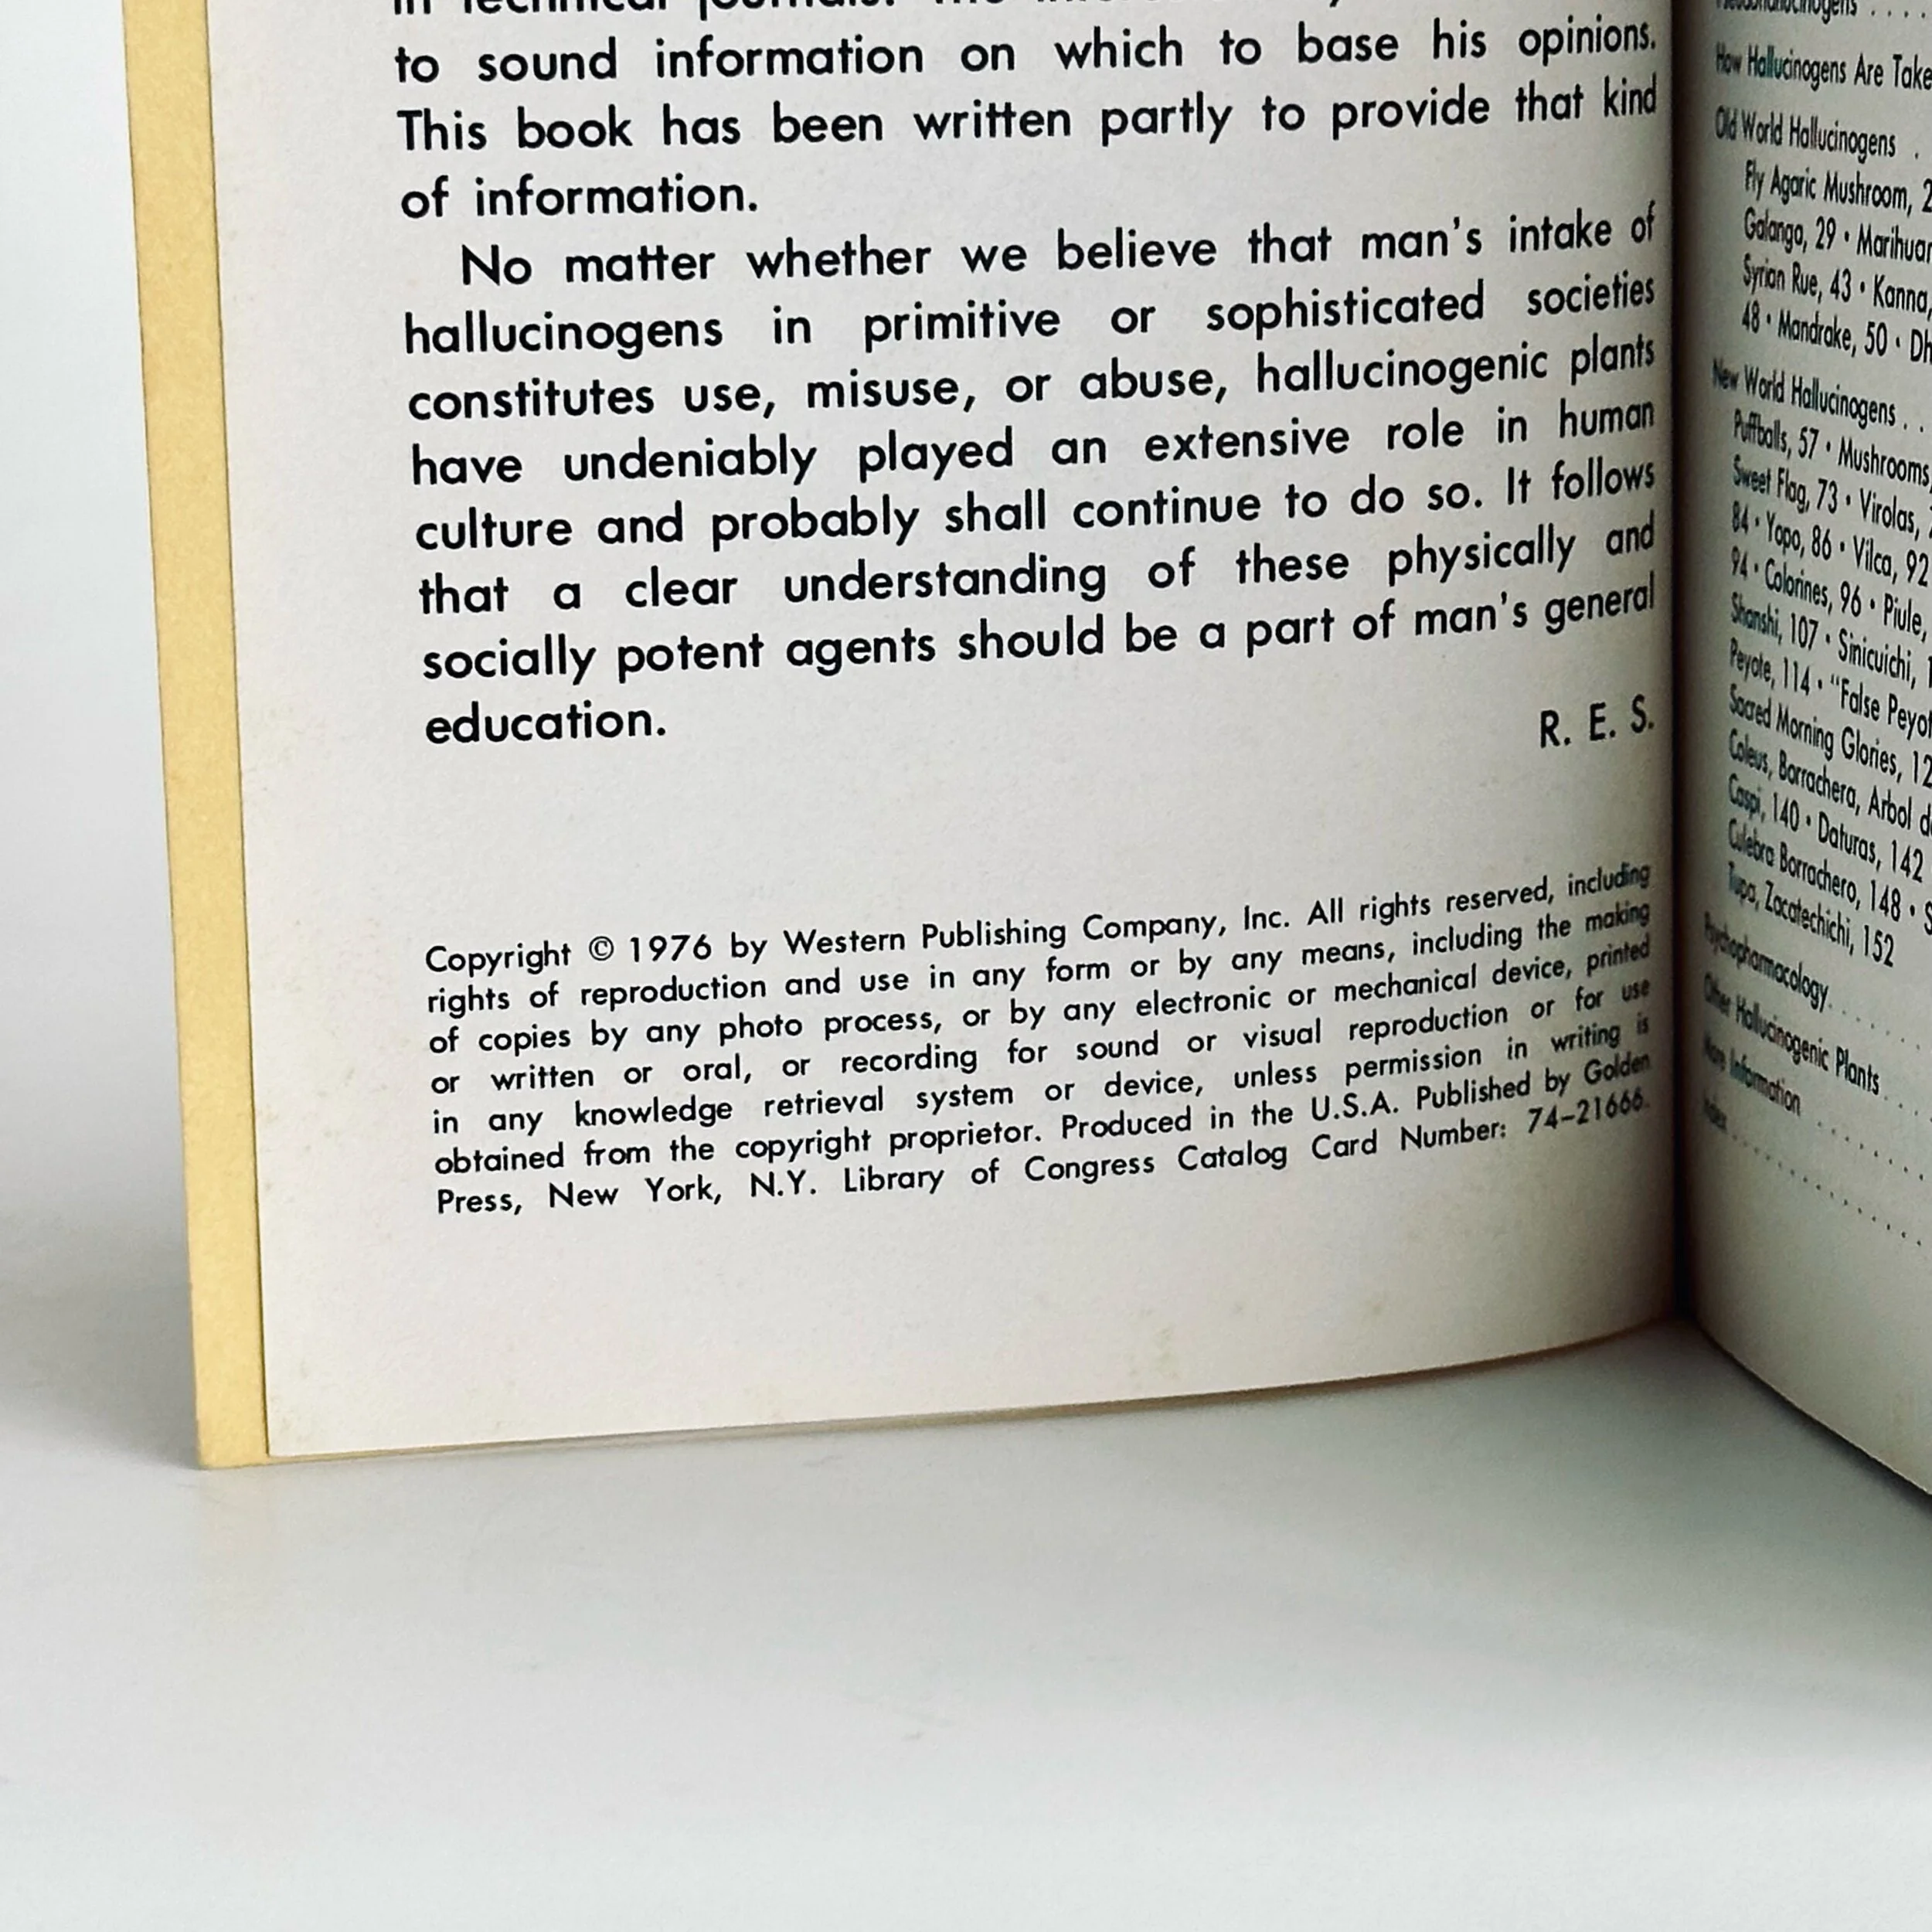 to sound information on which to base his opinions.
This book has been written partly to provide that kind
of information.
No matter whether we believe that man's intake of
hallucinogens in primitive or sophisticated societies
constitutes use, misuse, or abuse, hallucinogenic plants
have undeniably played an extensive role in human
culture and probably shall continue to do so. It follows
that a clear understanding of these physically and
socially potent agents should be a part of man's general
education.
R. E. S.
Copyright © 1976 by Western Publishing Company, Inc. All rights reserved, including
rights of reproduction and use in any form or by any means, including the making
of copies by any photo process, or by any electronic or mechanical device, printed
or written or oral, or recording for sound or visual reproduction or for use
in any knowledge retrieval system or device, unless permission in writing is
obtained from the copyright proprietor. Produced in the U.S.A. Published by Golden
Press, New York, N.Y. Library of Congress Catalog Card Number: 74-21666.
How Hallucinogens Are
Old World Hallucinogens .
Fly Agaric Mushroom,
Galanga, 29 •
Syrian Rue, 43 • Kanna,
48 • Mandrake, 50 •
New World Hallucinogens . .
Puffballs, 57 • Mushrooms,
Sweet Flag, 73 • Virolas,
84 • Yopo, 86 • Vilca, 92
94 • Colorines, 96 • Piule,
Shanshi, 107 • Sinicuichi,
Peyote, 114 • "False
Sacred Morning Glories,
Coleus, Borrachera, Arbol
Caspi, 140 • Daturas, 142
Culebra Borrachero, 148 •
Tupa, Zacatechichi, 152
Psychopharmacology . . . . .
Other Hallucinogenic Plants . . .
More Information . . . . . .
Index . . . . . . . . . . . .